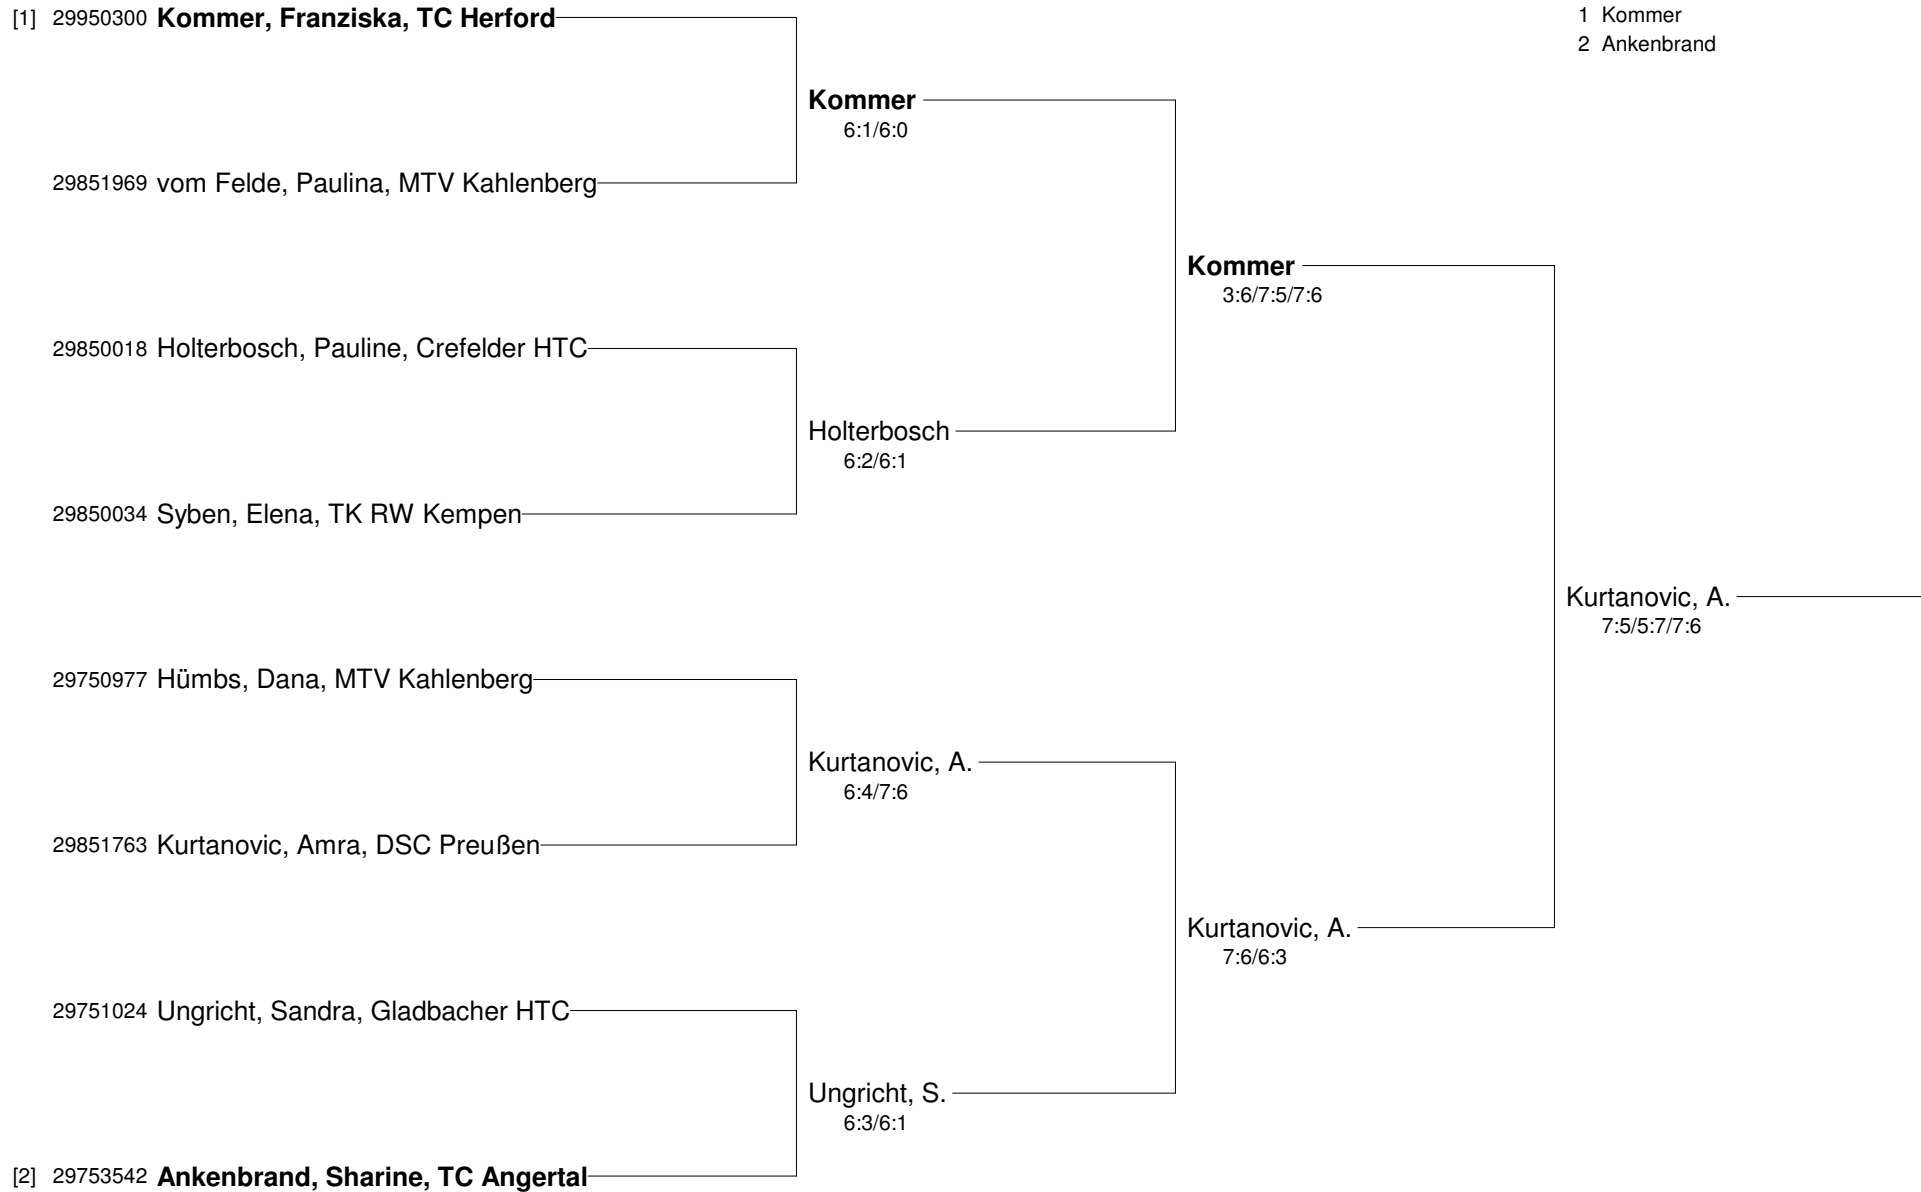 [1] 29950300 Kommer, Franziska, TC Herford
1 Kommer
2 Ankenbrand
Kommer
6:1/6:0
29851969 vom Felde, Paulina, MTV Kahlenberg
Kommer
3:6/7:5/7:6
29850018 Holterbosch, Pauline, Crefelder HTC
Holterbosch
6:2/6:1
29850034 Syben, Elena, TK RW Kempen
Kurtanovic, A.
7:5/5:7/7:6
29750977 Hümbs, Dana, MTV Kahlenberg
Kurtanovic, A.
6:4/7:6
29851763 Kurtanovic, Amra, DSC Preußen
Kurtanovic, A.
7:6/6:3
29751024 Ungricht, Sandra, Gladbacher HTC
Ungricht, S.
6:3/6:1
[2] 29753542 Ankenbrand, Sharine, TC Angertal